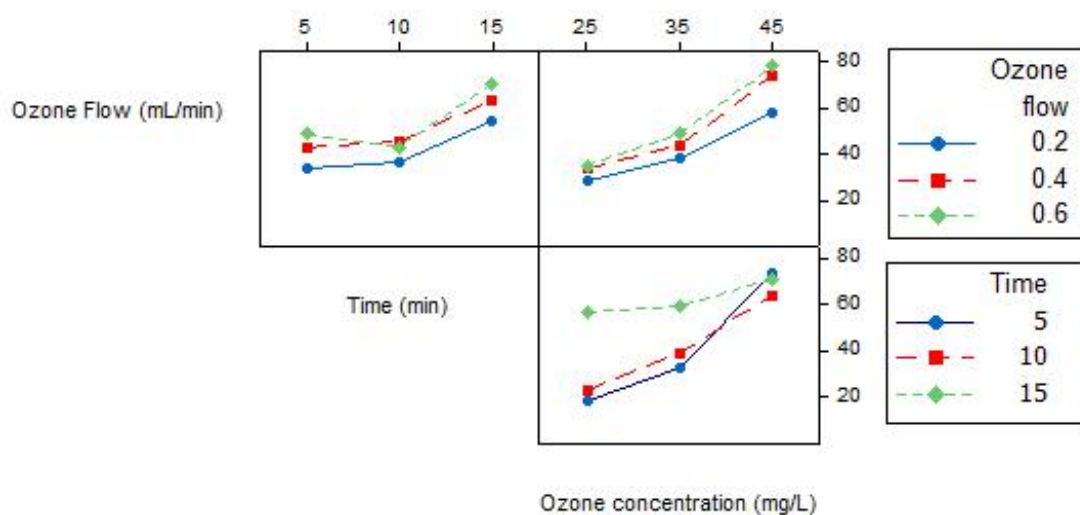 5 10 15 25 35 45
Ozone Flow (mL/min)
80
60
40
20
Ozone
flow
0.2
0.4
0.6
Time (min)
80
60
40
20
Time
5
10
15
Ozone concentration (mg/L)